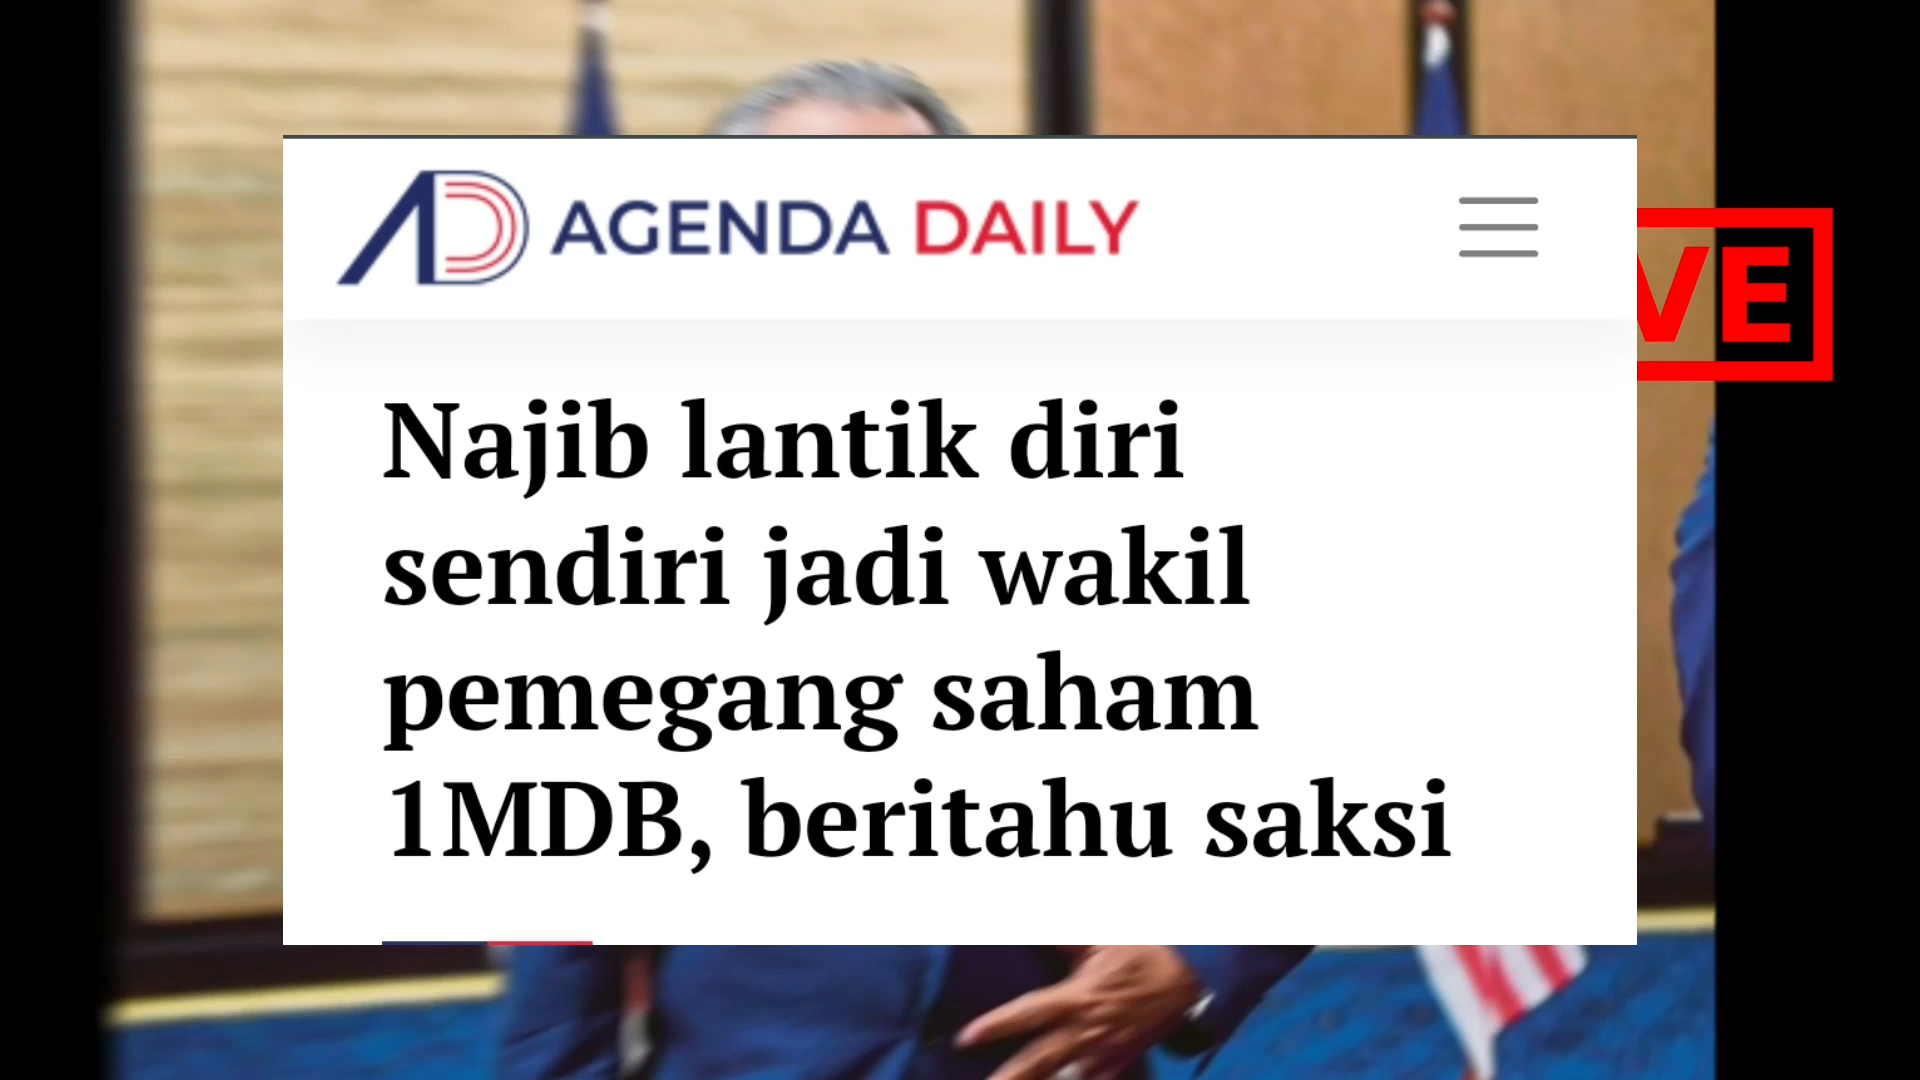 AGENDA DAILY
VE
Najib lantik diri
sendiri jadi wakil
pemegang saham
1MDB, beritahu saksi